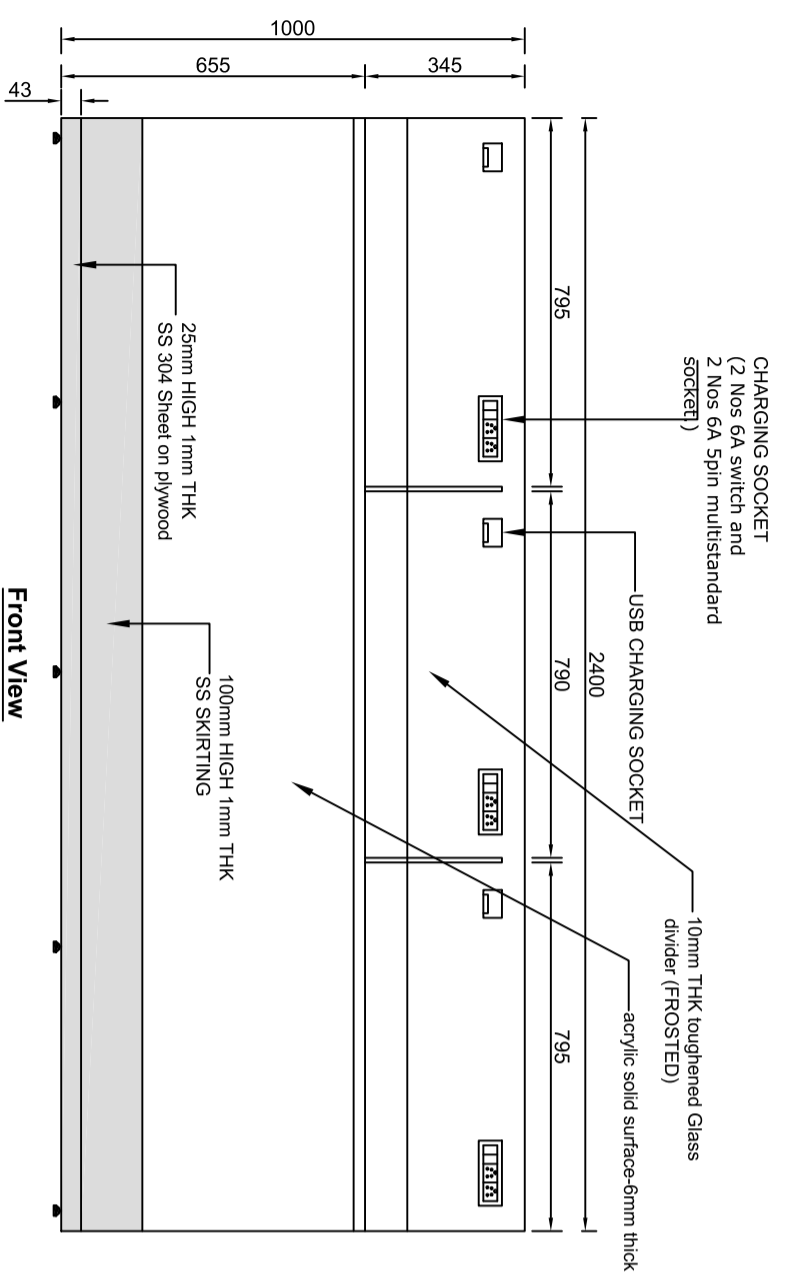 CHARGING SOCKET
(2 Nos 6A switch and
2 Nos 6A 5pin multistandard
socket.)
USB CHARGING SOCKET
10mm THK toughened Glass
divider (FROSTED)
acrylic solid surface-6mm thick
2400
795
790
795
1000
345
655
43
25mm HIGH 1mm THK
SS 304 Sheet on plywood
100mm HIGH 1mm THK
SS SKIRTING
Front View